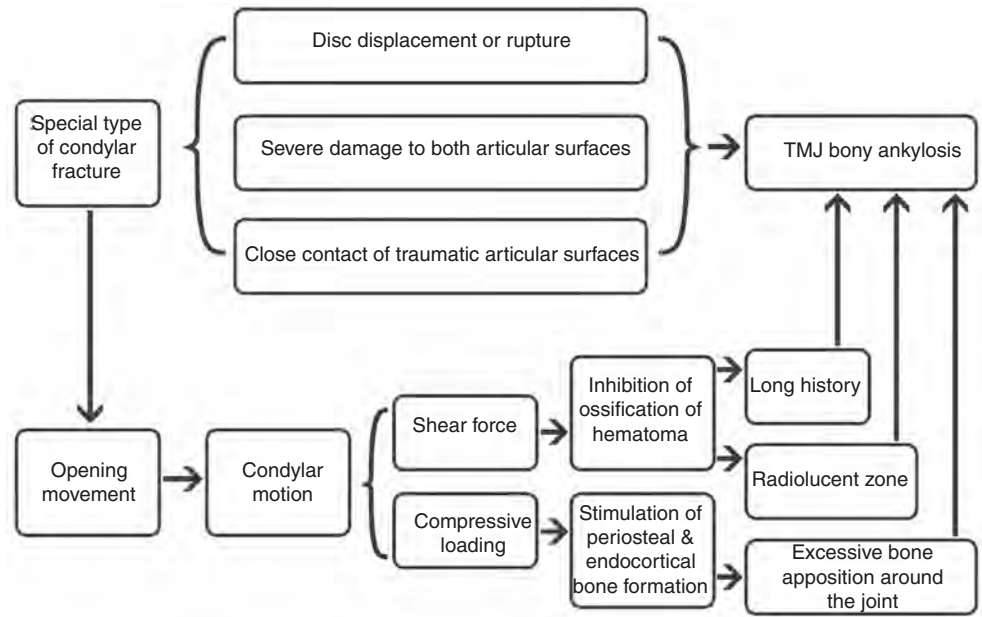 Disc displacement or rupture
Special type
of condylar
fracture
Severe damage to both articular surfaces
TMJ bony ankylosis
Close contact of traumatic articular surfaces
Opening
movement
Condylar
motion
Shear force
Compressive
loading
Inhibition of
ossification of
hematoma
Stimulation of
periosteal &
endocortical
bone formation
Long history
Radiolucent zone
Excessive bone
apposition around
the joint